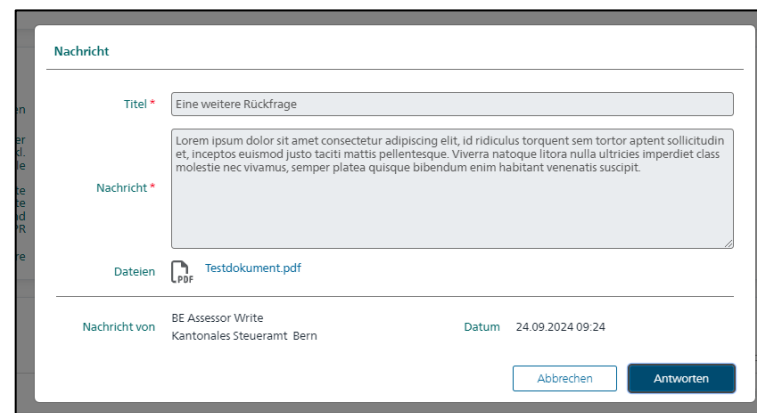 Nachricht
Titel * Eine weitere Rückfrage
Nachricht * Lorem ipsum dolor sit amet consectetur adipiscing elit, id ridiculus torquent sem tortor aptent sollicitudin
et, inceptos euismod justo taciti mattis pellentesque. Viverra natoque litora nulla ultricies imperdiet class
molestie nec vivamus, semper platea quisque bibendum enim habitant venenatis suscipit.
Dateien PDF Testdokument.pdf
Nachricht von BE Assessor Write
Kantonales Steueramt Bern
Datum 24.09.2024 09:24
Abbrechen Antworten